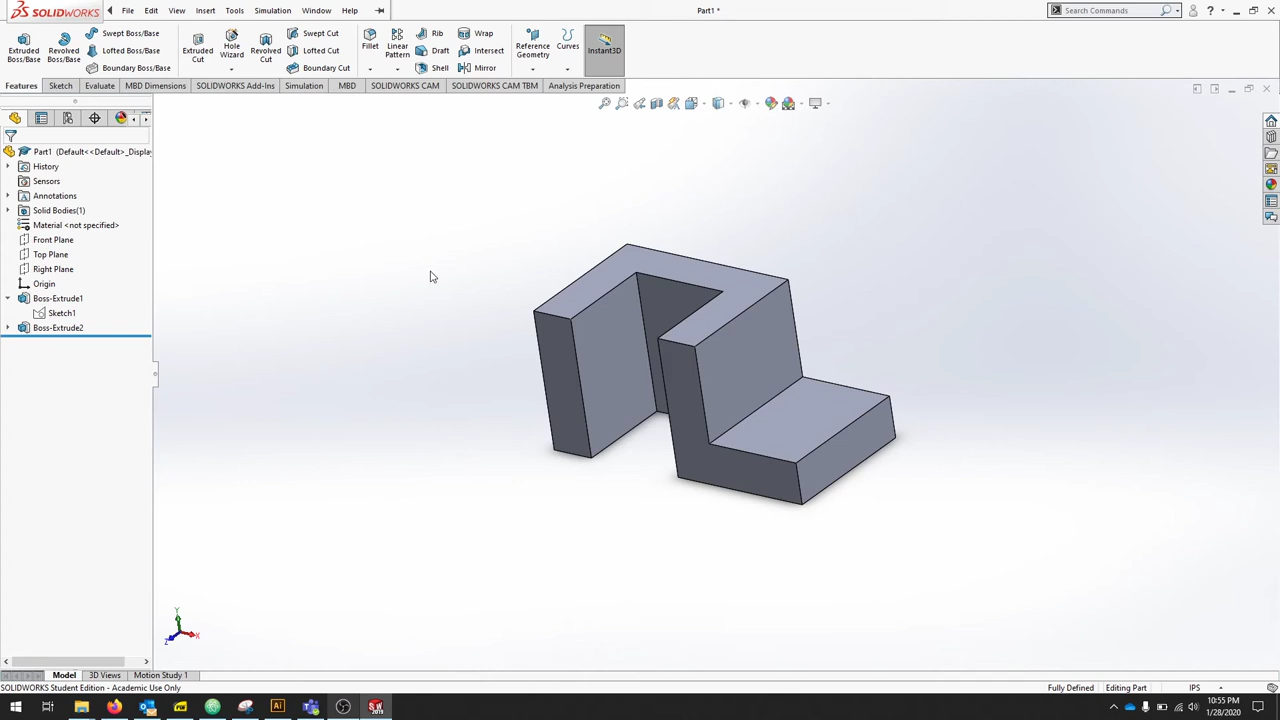 SOLIDWORKS File Edit View Insert Tools Simulation Window Help Part1 * Search Commands ?
Extruded Boss/Base
Revolved Boss/Base
Swept Boss/Base
Lofted Boss/Base
Boundary Boss/Base
Extruded Cut
Hole Wizard
Revolved Cut
Swept Cut
Lofted Cut
Boundary Cut
Fillet
Linear Pattern
Rib
Draft
Shell
Wrap
Intersect
Mirror
Reference Geometry
Curves
Instant3D
Features Sketch Evaluate MBD Dimensions SOLIDWORKS Add-Ins Simulation MBD SOLIDWORKS CAM SOLIDWORKS CAM TBM Analysis Preparation
Part1 (Default<<Default>_Displa
History
Sensors
Annotations
Solid Bodies(1)
Material <not specified>
Front Plane
Top Plane
Right Plane
Origin
Boss-Extrude1
Sketch1
Boss-Extrude2
Y
Z X
Model 3D Views Motion Study 1
SOLIDWORKS Student Edition - Academic Use Only Fully Defined Editing Part IPS
Ai
10:55 PM
1/28/2020